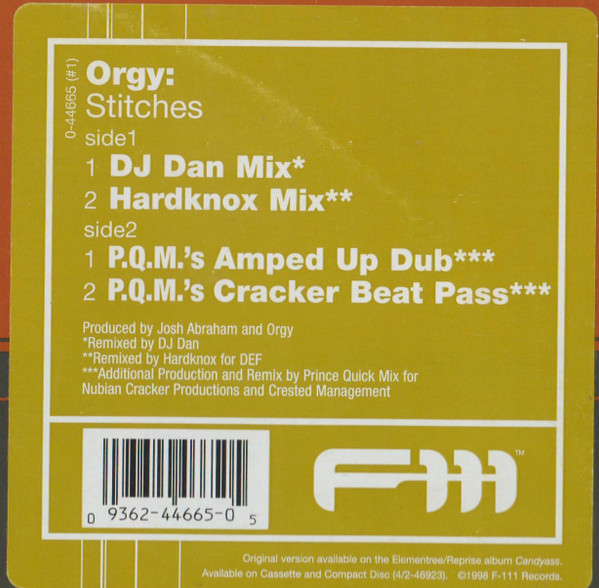 0-44665 (#1)
Orgy:
Stitches
side1
1 DJ Dan Mix*
2 Hardknox Mix**
side2
1 P.Q.M.'s Amped Up Dub***
2 P.Q.M.'s Cracker Beat Pass***
Produced by Josh Abraham and Orgy
*Remixed by DJ Dan
**Remixed by Hardknox for DEF
***Additional Production and Remix by Prince Quick Mix for
Nubian Cracker Productions and Crested Management
0 9362-44665-0 5
F-111™
Original version available on the Elementree/Reprise album Candyass.
Available on Cassette and Compact Disc (4/2-46923). ©1998 F-111 Records.